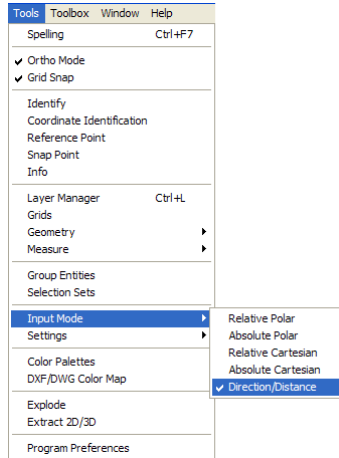 Tools Toolbox Window Help
Spelling Ctrl+F7
Ortho Mode
Grid Snap
Identify
Coordinate Identification
Reference Point
Snap Point
Info
Layer Manager Ctrl+L
Grids
Geometry
Measure
Group Entities
Selection Sets
Input Mode
Settings
Color Palettes
DXF/DWG Color Map
Explode
Extract 2D/3D
Program Preferences
Relative Polar
Absolute Polar
Relative Cartesian
Absolute Cartesian
Direction/Distance